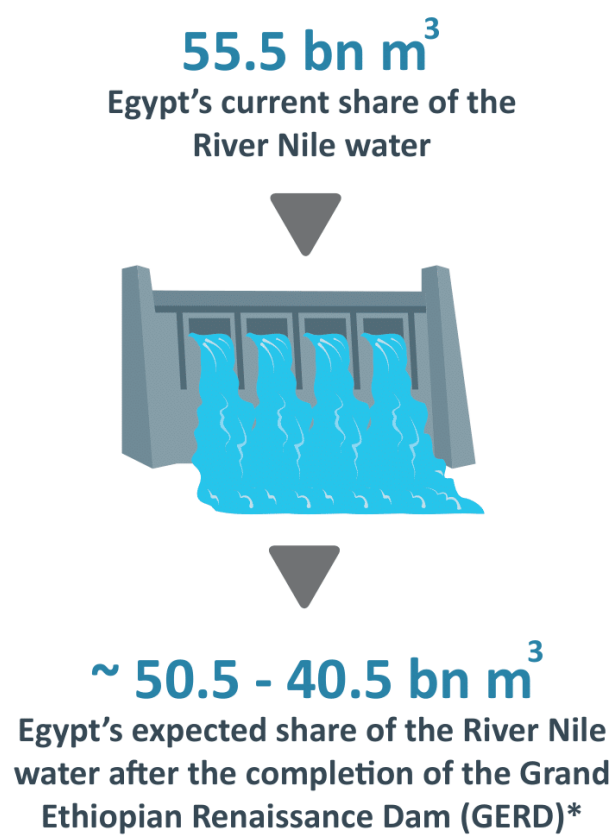 55.5 bn m³
Egypt’s current share of the
River Nile water
~ 50.5 - 40.5 bn m³
Egypt’s expected share of the River Nile
water after the completion of the Grand
Ethiopian Renaissance Dam (GERD)*